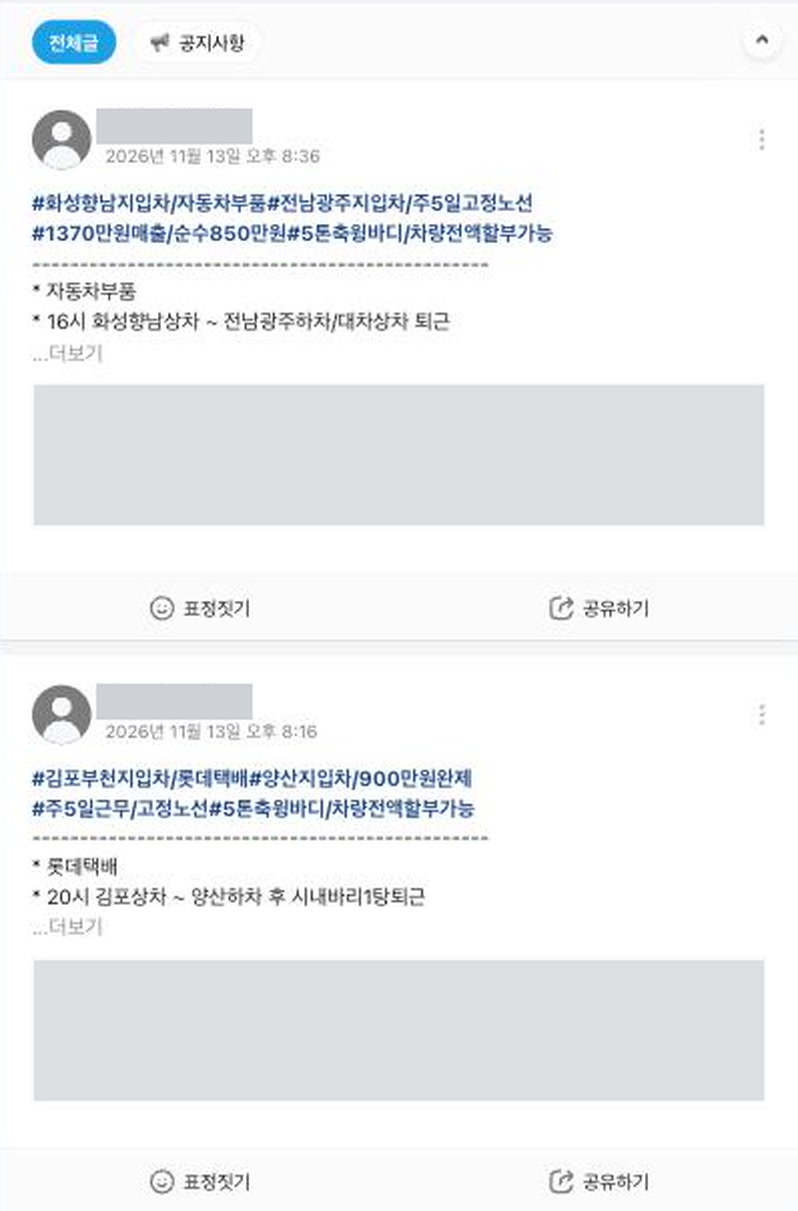 전체글
공지사항
2026년 11월 13일 오후 8:36
#화성향남지입차/자동차부품#전남광주지입차/주5일고정노선
#1370만원매출/순수850만원#5톤축윙바디/차량전액할부가능
------------------------------------------------
* 자동차부품
* 16시 화성향남상차 ~ 전남광주하차/대차상차 퇴근
...더보기
표정짓기
공유하기
2026년 11월 13일 오후 8:16
#김포부천지입차/롯데택배#양산지입차/900만원완제
#주5일근무/고정노선#5톤축윙바디/차량전액할부가능
------------------------------------------------
* 롯데택배
* 20시 김포상차 ~ 양산하차 후 시내바리1탕퇴근
...더보기
표정짓기
공유하기